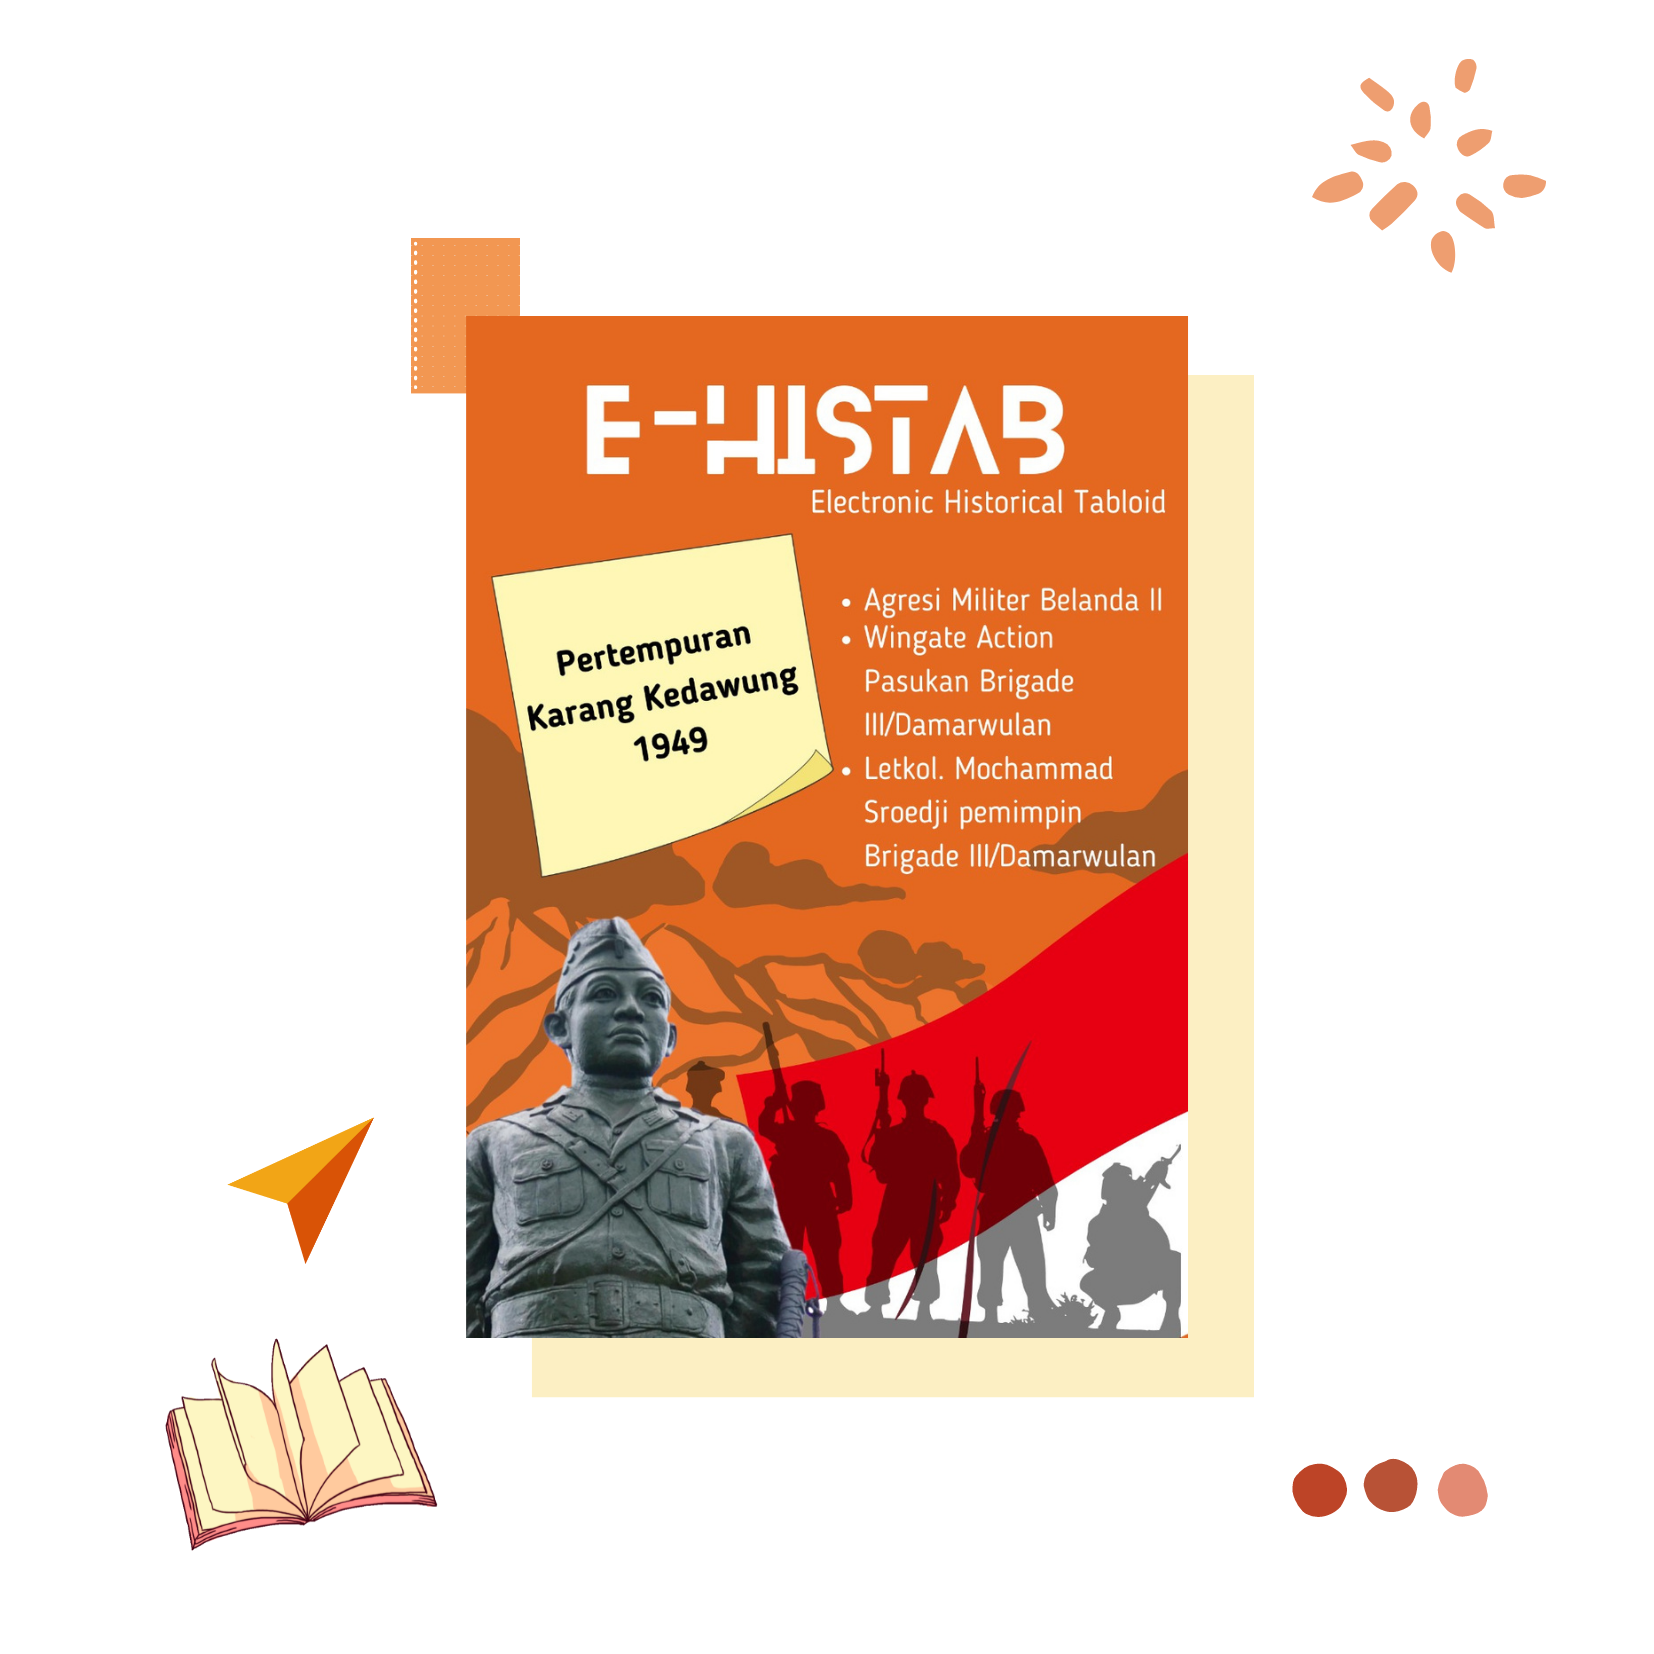 E-HISTAB
Electronic Historical Tabloid
Pertempuran
Karang Kedawung
1949
• Agresi Militer Belanda II
• Wingate Action
Pasukan Brigade
III/Damarwulan
• Letkol. Mochammad
Sroedji pemimpin
Brigade III/Damarwulan